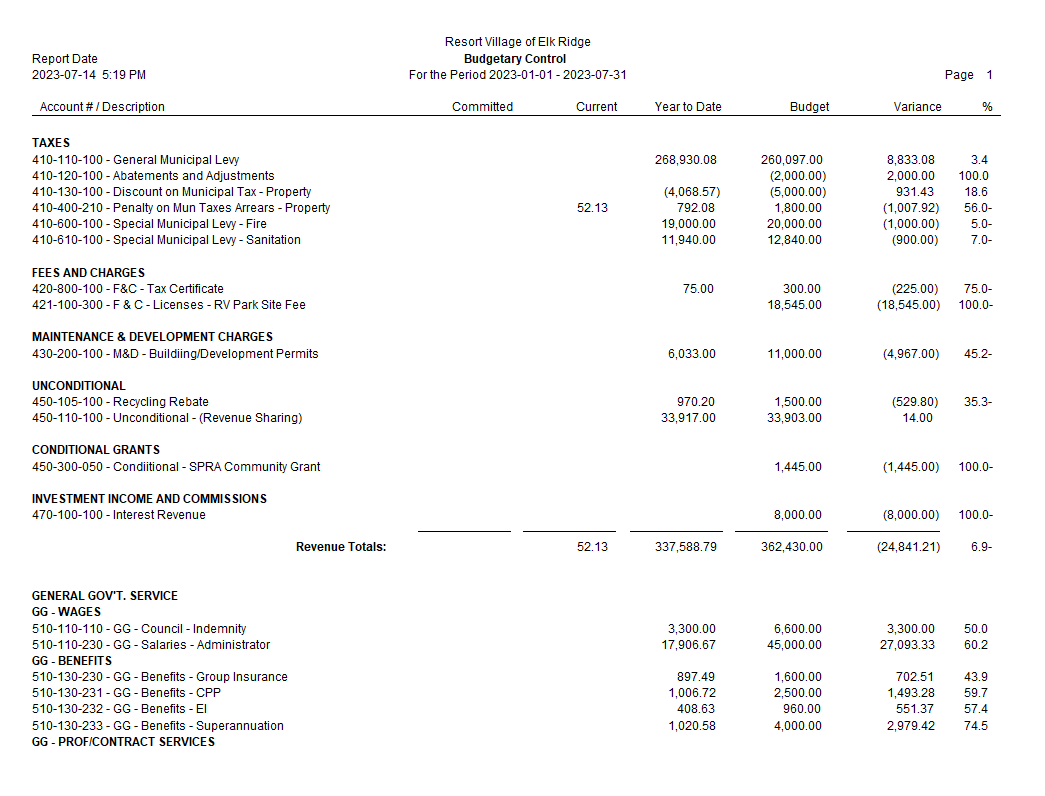 Resort Village of Elk Ridge
Report Date Budgetary Control
2023-07-14 5:19 PM For the Period 2023-01-01 - 2023-07-31 Page 1
Account # / Description Committed Current Year to Date Budget Variance %
TAXES
410-110-100 - General Municipal Levy 268,930.08 260,097.00 8,833.08 3.4
410-120-100 - Abatements and Adjustments (2,000.00) 2,000.00 100.0
410-130-100 - Discount on Municipal Tax - Property (4,068.57) (5,000.00) 931.43 18.6
410-400-210 - Penalty on Mun Taxes Arrears - Property 52.13 792.08 1,800.00 (1,007.92) 56.0-
410-600-100 - Special Municipal Levy - Fire 19,000.00 20,000.00 (1,000.00) 5.0-
410-610-100 - Special Municipal Levy - Sanitation 11,940.00 12,840.00 (900.00) 7.0-
FEES AND CHARGES
420-800-100 - F&C - Tax Certificate 75.00 300.00 (225.00) 75.0-
421-100-300 - F & C - Licenses - RV Park Site Fee 18,545.00 (18,545.00) 100.0-
MAINTENANCE & DEVELOPMENT CHARGES
430-200-100 - M&D - Buildiing/Development Permits 6,033.00 11,000.00 (4,967.00) 45.2-
UNCONDITIONAL
450-105-100 - Recycling Rebate 970.20 1,500.00 (529.80) 35.3-
450-110-100 - Unconditional - (Revenue Sharing) 33,917.00 33,903.00 14.00
CONDITIONAL GRANTS
450-300-050 - Condiitional - SPRA Community Grant 1,445.00 (1,445.00) 100.0-
INVESTMENT INCOME AND COMMISSIONS
470-100-100 - Interest Revenue 8,000.00 (8,000.00) 100.0-
Revenue Totals: 52.13 337,588.79 362,430.00 (24,841.21) 6.9-
GENERAL GOV'T. SERVICE
GG - WAGES
510-110-110 - GG - Council - Indemnity 3,300.00 6,600.00 3,300.00 50.0
510-110-230 - GG - Salaries - Administrator 17,906.67 45,000.00 27,093.33 60.2
GG - BENEFITS
510-130-230 - GG - Benefits - Group Insurance 897.49 1,600.00 702.51 43.9
510-130-231 - GG - Benefits - CPP 1,006.72 2,500.00 1,493.28 59.7
510-130-232 - GG - Benefits - EI 408.63 960.00 551.37 57.4
510-130-233 - GG - Benefits - Superannuation 1,020.58 4,000.00 2,979.42 74.5
GG - PROF/CONTRACT SERVICES